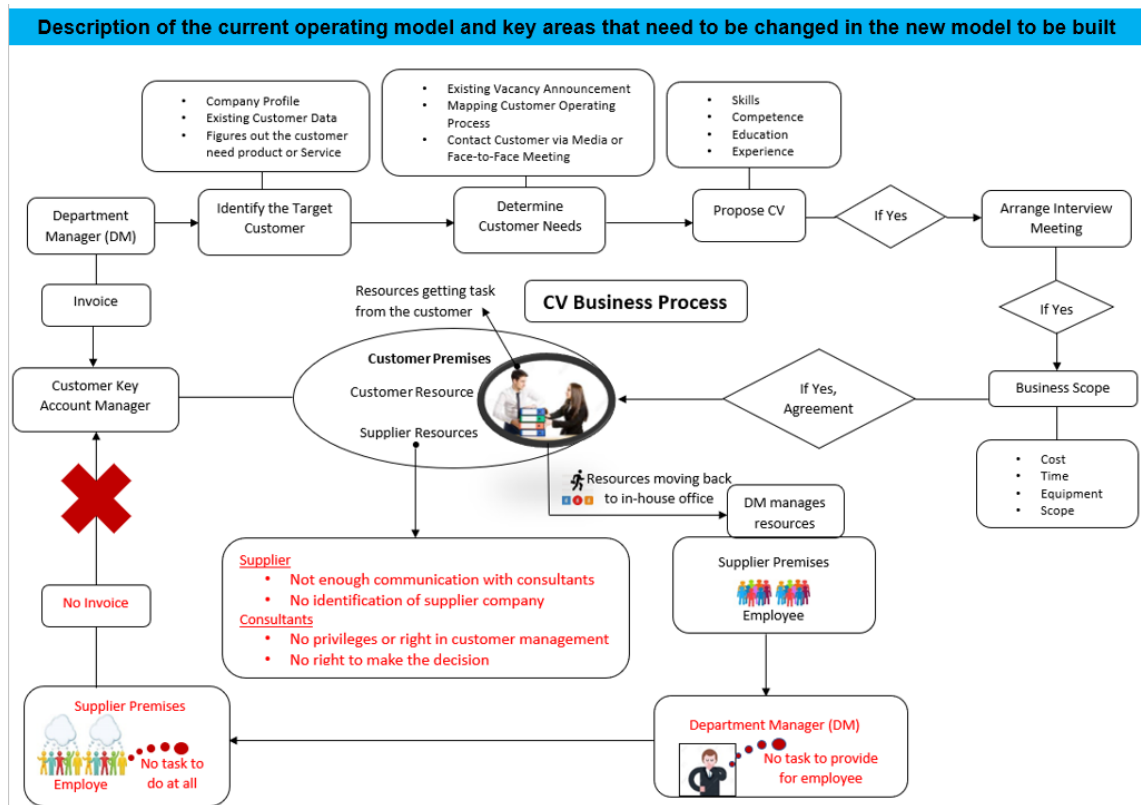 Description of the current operating model and key areas that need to be changed in the new model to be built
• Company Profile
• Existing Customer Data
• Figures out the customer
need product or Service
• Existing Vacancy Announcement
• Mapping Customer Operating
Process
• Contact Customer via Media or
Face-to-Face Meeting
• Skills
• Competence
• Education
• Experience
Department
Manager (DM)
Identify the Target
Customer
Determine
Customer Needs
Propose CV
If Yes
Arrange Interview
Meeting
Invoice
Resources getting task
from the customer
CV Business Process
If Yes
Customer Key
Account Manager
Customer Premises
Customer Resource
Supplier Resources
If Yes,
Agreement
Business Scope
• Cost
• Time
• Equipment
• Scope
Resources moving back
to in-house office
DM manages
resources
Supplier Premises
Employee
Supplier
• Not enough communication with consultants
• No identification of supplier company
Consultants
• No privileges or right in customer management
• No right to make the decision
No Invoice
Supplier Premises
No task to
do at all
Employe
Department Manager (DM)
No task to provide
for employee